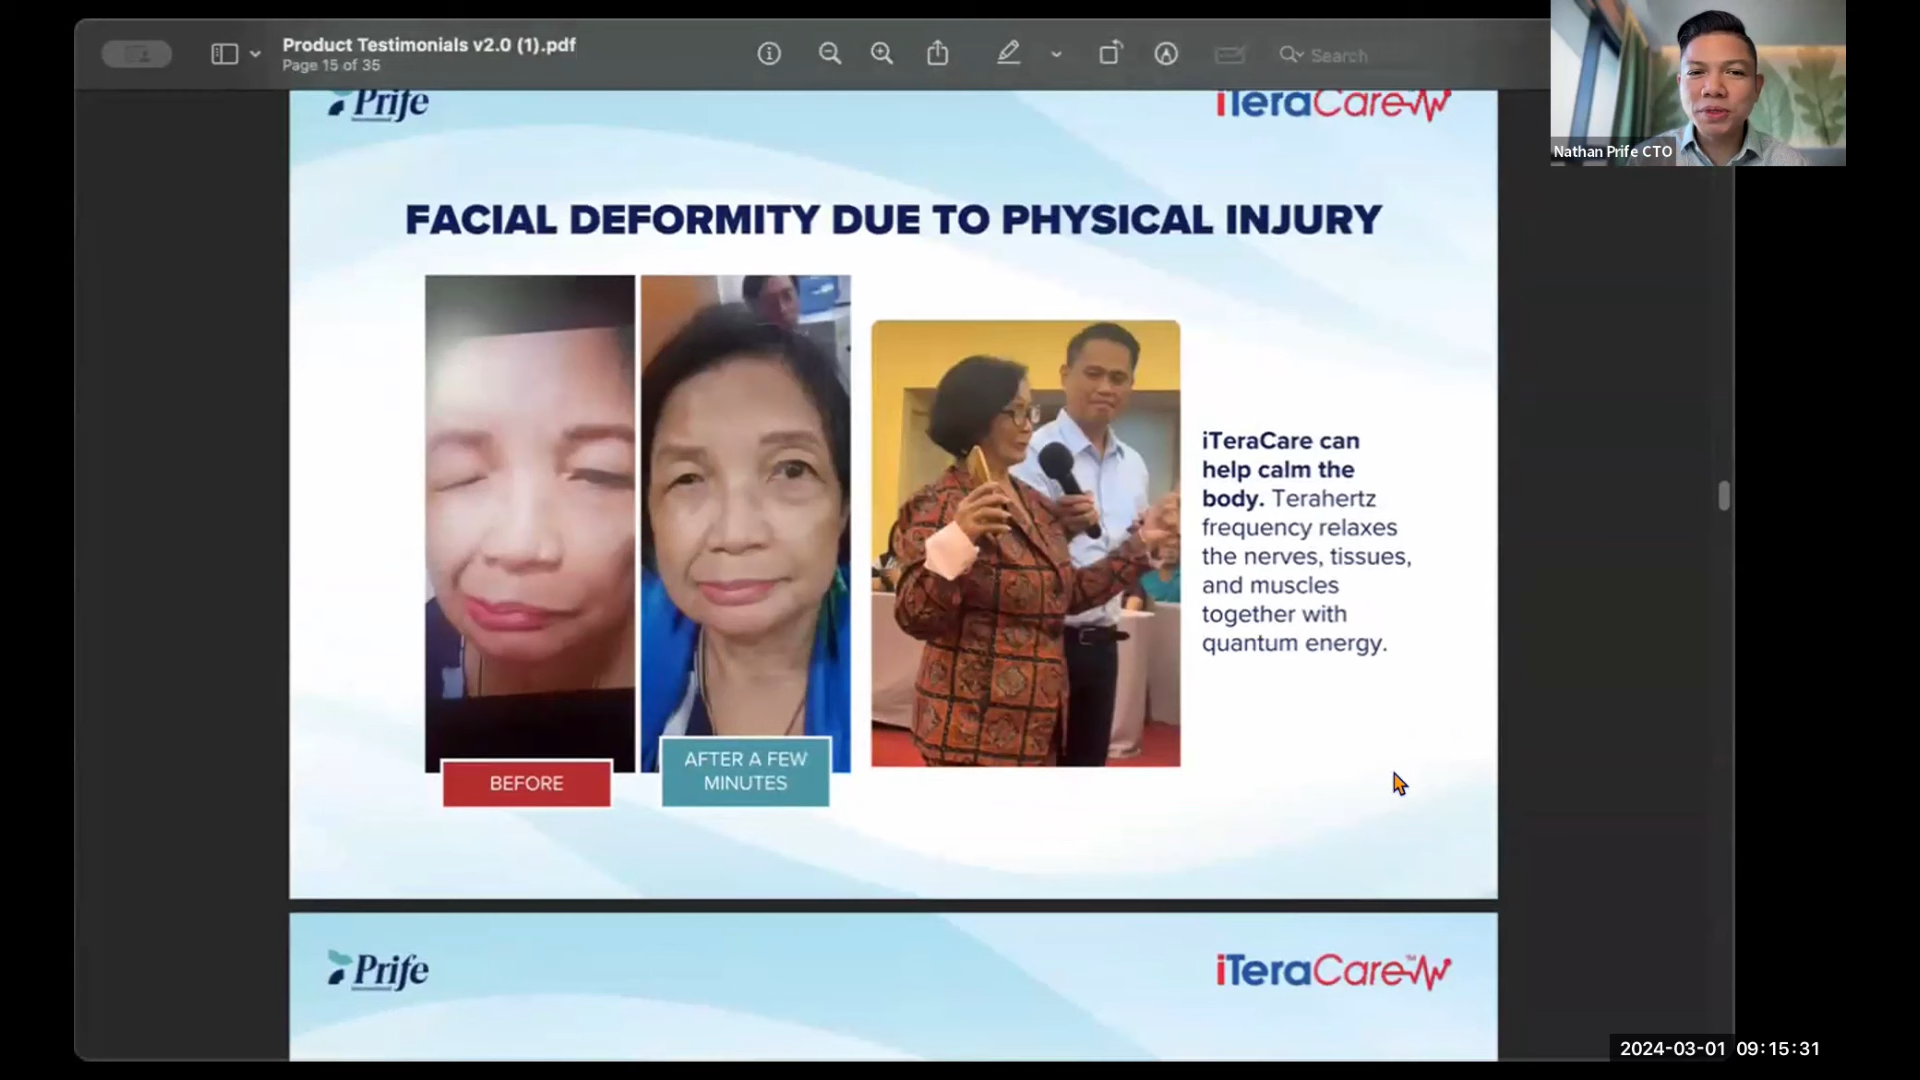 Product Testimonials v2.0 (1).pdf
Page 15 of 35
Search
Nathan Prife CTO
Prife
iTeraCare
FACIAL DEFORMITY DUE TO PHYSICAL INJURY
iTeraCare can
help calm the
body. Terahertz
frequency relaxes
the nerves, tissues,
and muscles
together with
quantum energy.
BEFORE
AFTER A FEW
MINUTES
Prife
iTeraCare™
2024-03-01 09:15:31